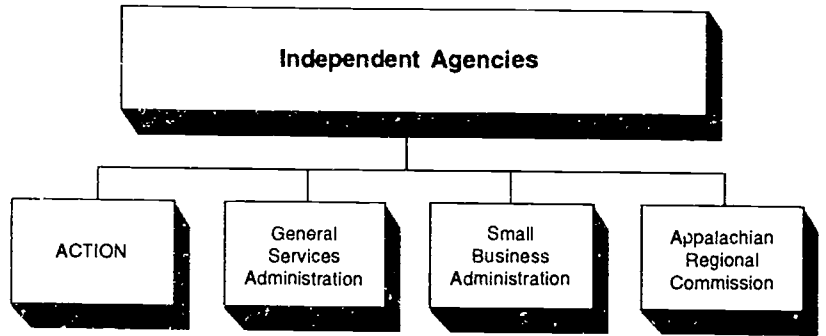 Independent Agencies
ACTION
General
Services
Administration
Small
Business
Administration
Appalachian
Regional
Commission